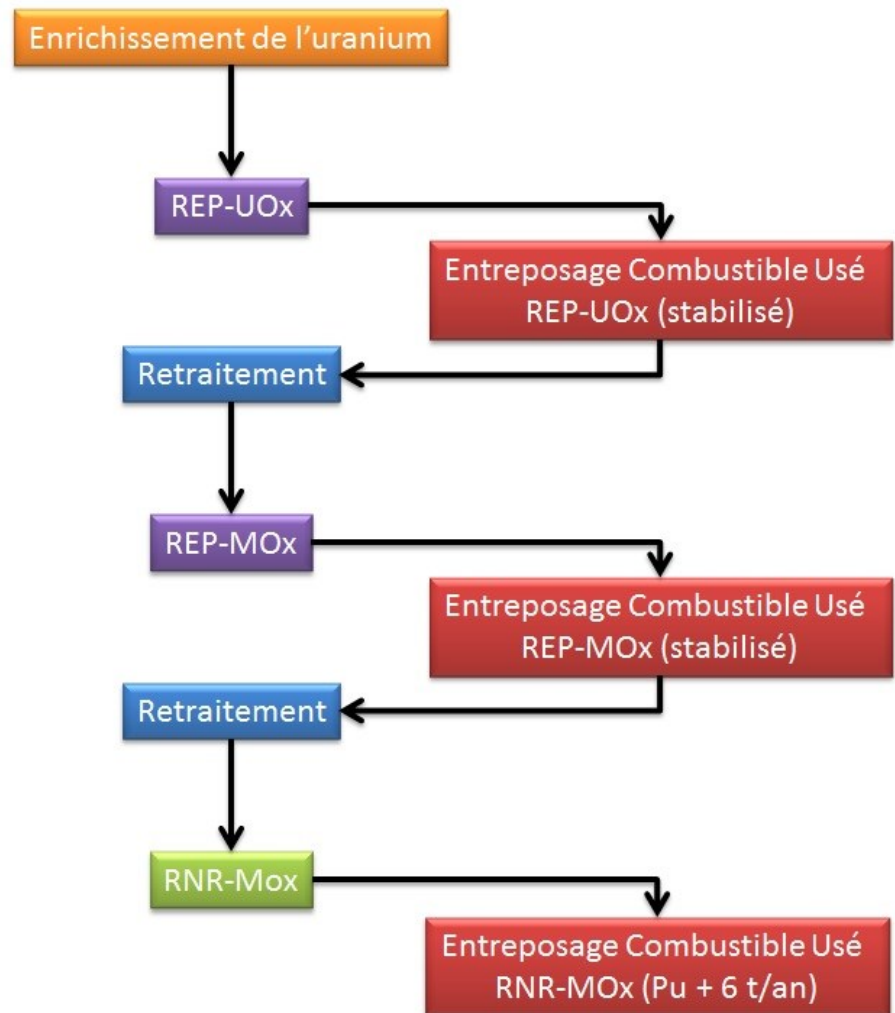 Enrichissement de l’uranium
REP-UOx
Entreposage Combustible Usé
REP-UOx (stabilisé)
Retraitement
REP-MOx
Entreposage Combustible Usé
REP-MOx (stabilisé)
Retraitement
RNR-Mox
Entreposage Combustible Usé
RNR-MOx (Pu + 6 t/an)